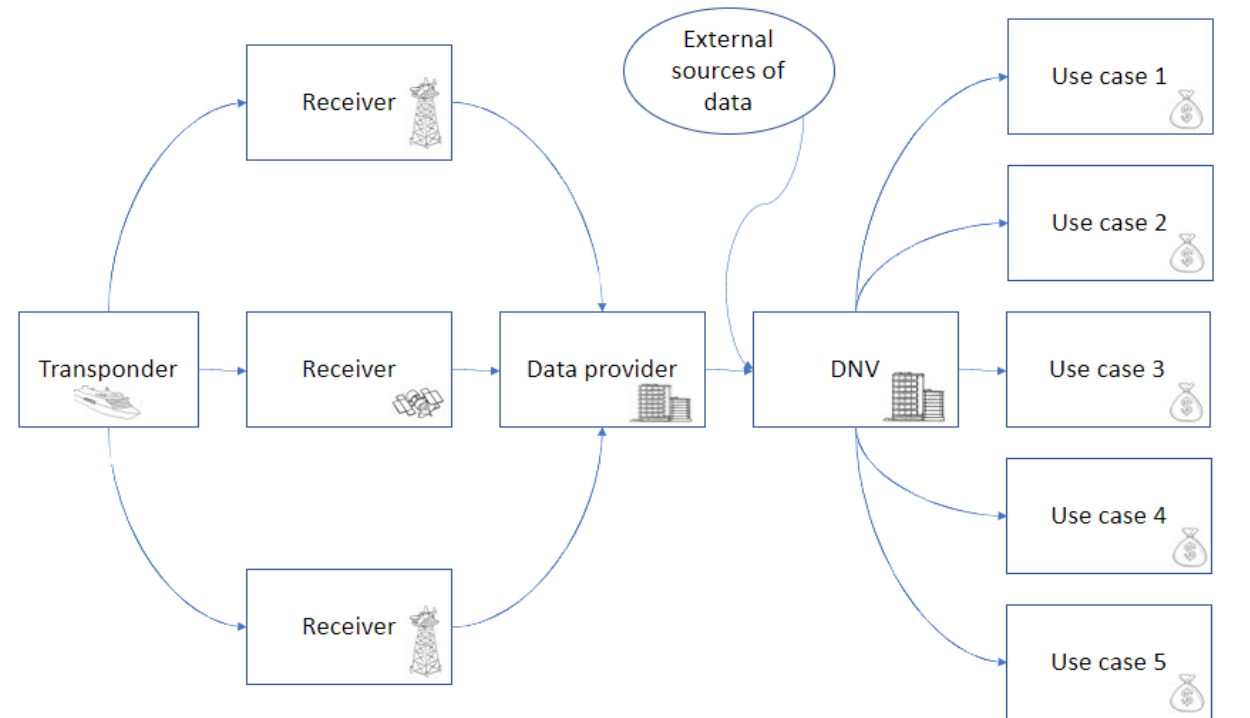 External
sources of
data
Receiver
Use case 1
Use case 2
Transponder
Receiver
Data provider
DNV
Use case 3
Use case 4
Receiver
Use case 5
$
$
$
$
$